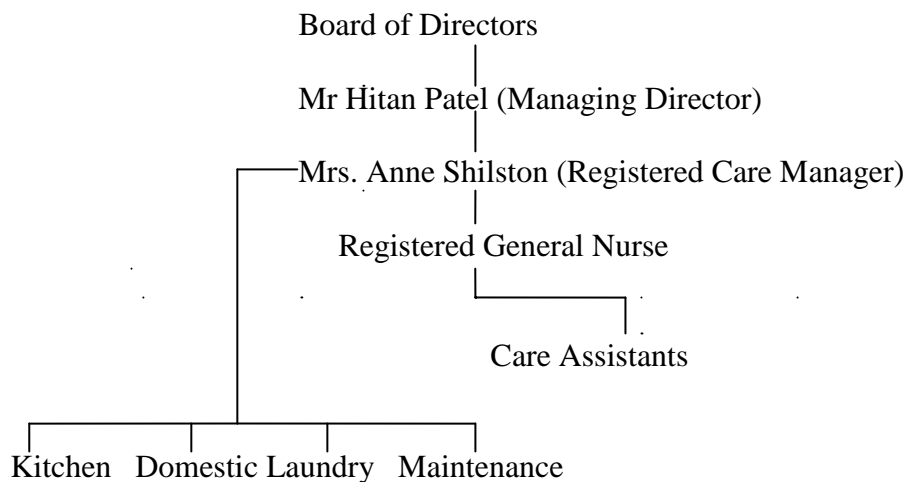 Board of Directors
Mr Hitan Patel (Managing Director)
Mrs. Anne Shilston (Registered Care Manager)
Registered General Nurse
Care Assistants
Kitchen Domestic Laundry Maintenance